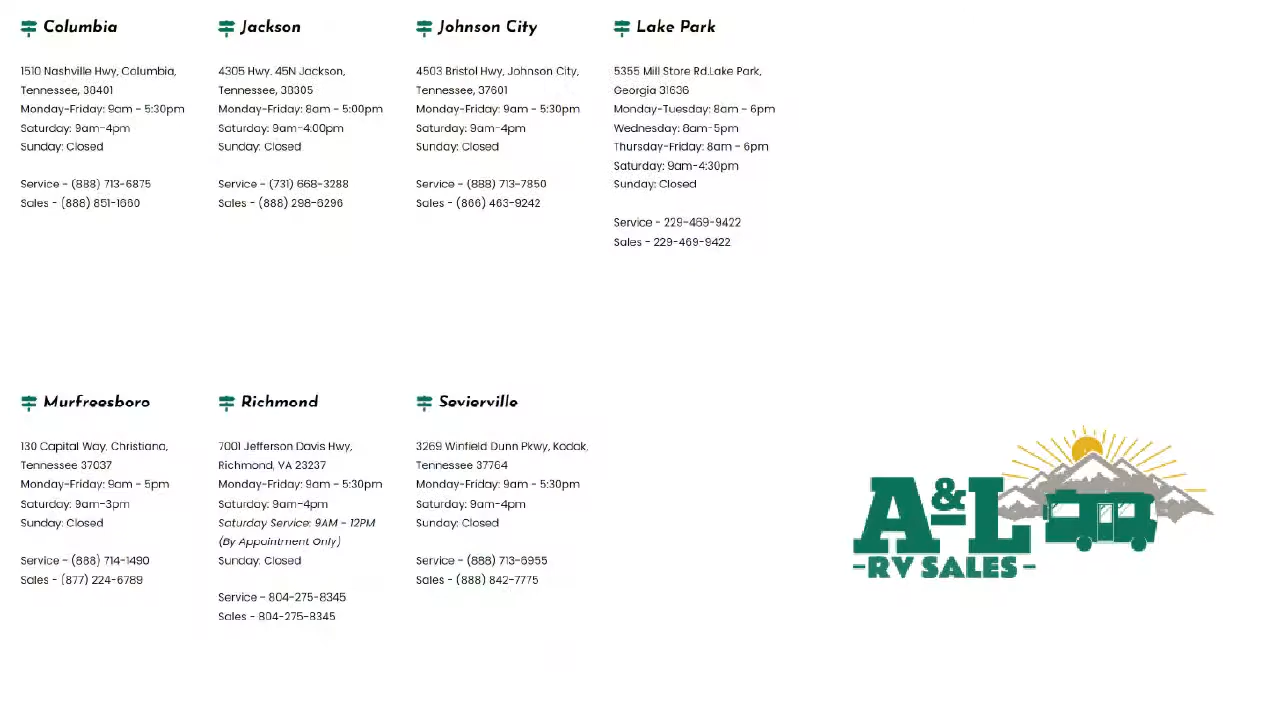 Columbia
1510 Nashville Hwy, Columbia,
Tennessee, 38401
Monday-Friday: 9am - 5:30pm
Saturday: 9am-4pm
Sunday: Closed
Service - (888) 713-6875
Sales - (888) 851-1660
Jackson
4305 Hwy. 45N Jackson,
Tennessee, 38305
Monday-Friday: 8am - 5:00pm
Saturday: 9am-4:00pm
Sunday: Closed
Service - (731) 668-3288
Sales - (888) 298-6296
Johnson City
4503 Bristol Hwy, Johnson City,
Tennessee, 37601
Monday-Friday: 9am - 5:30pm
Saturday: 9am-4pm
Sunday: Closed
Service - (888) 713-7850
Sales - (866) 463-9242
Lake Park
5355 Mill Store Rd.Lake Park,
Georgia 31636
Monday-Tuesday: 8am - 6pm
Wednesday: 8am-5pm
Thursday-Friday: 8am - 6pm
Saturday: 9am-4:30pm
Sunday: Closed
Service - 229-469-9422
Sales - 229-469-9422
Murfreesboro
130 Capital Way, Christiana,
Tennessee 37037
Monday-Friday: 9am - 5pm
Saturday: 9am-3pm
Sunday: Closed
Service - (888) 714-1490
Sales - (877) 224-6789
Richmond
7001 Jefferson Davis Hwy,
Richmond, VA 23237
Monday-Friday: 9am - 5:30pm
Saturday: 9am-4pm
Saturday Service: 9AM - 12PM
(By Appointment Only)
Sunday: Closed
Service - 804-275-8345
Sales - 804-275-8345
Sevierville
3269 Winfield Dunn Pkwy, Kodak,
Tennessee 37764
Monday-Friday: 9am - 5:30pm
Saturday: 9am-4pm
Sunday: Closed
Service - (888) 713-6955
Sales - (888) 842-7775
A&L
-RV SALES-